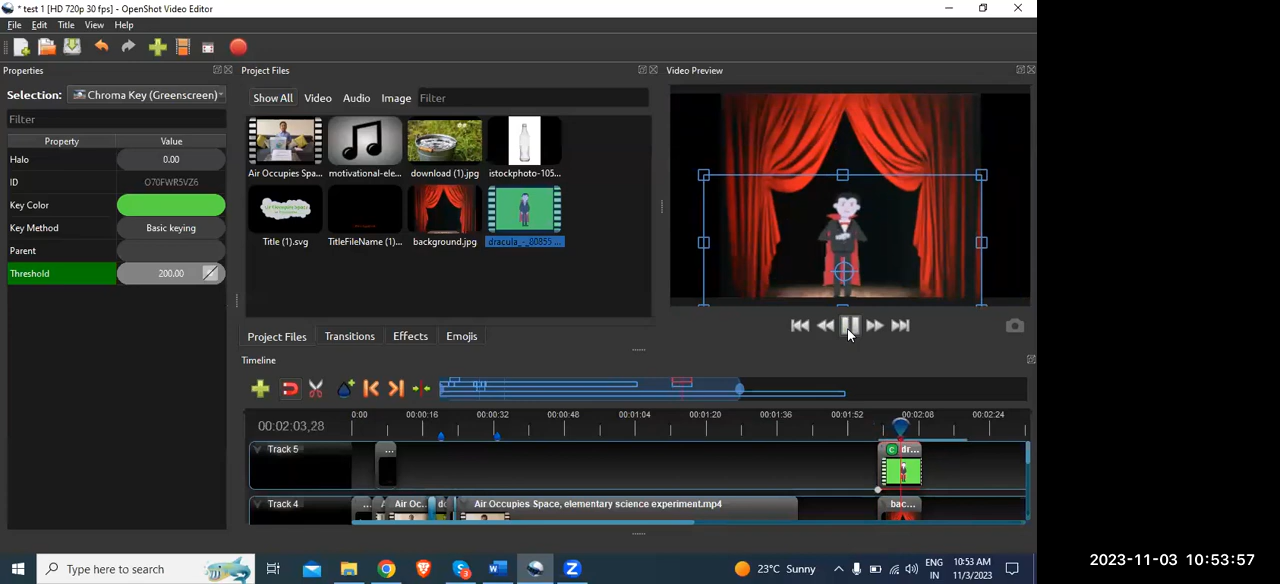 * test 1 [HD 720p 30 fps] - OpenShot Video Editor
File Edit Title View Help
Properties
Project Files
Video Preview
Selection: Chroma Key (Greenscreen)
Show All Video Audio Image Filter
Filter
Property Value
Halo 0.00
ID O70FWR5VZ6
Key Color
Key Method Basic keying
Parent
Threshold 200.00
Air Occupies Spa... motivational-ele... download (1).jpg istockphoto-105...
Title (1).svg TitleFileName (1)... background.jpg dracula_-_80855 ...
Project Files Transitions Effects Emojis
Timeline
0:00 00:00:16 00:00:32 00:00:48 00:01:04 00:01:20 00:01:36 00:01:52 00:02:08 00:02:24
00:02:03,28
Track 5 ... C dr...
Track 4 ... Air Oc... Air Occupies Space, elementary science experiment.mp4 bac...
Type here to search
23°C Sunny
ENG
IN
10:53 AM
11/3/2023
2023-11-03 10:53:57